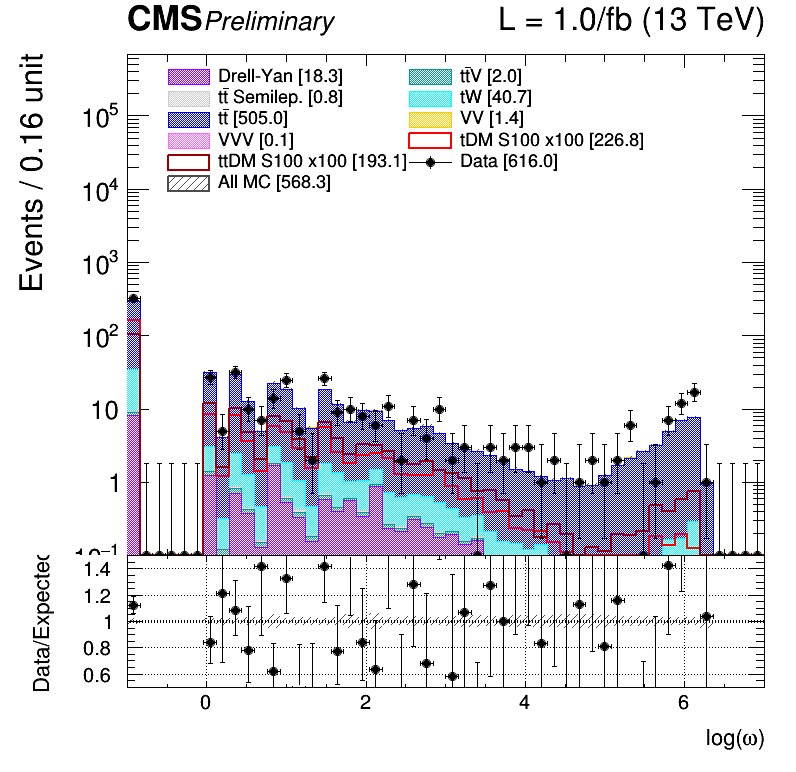 CMS Preliminary L = 1.0/fb (13 TeV)
Events / 0.16 unit
Drell-Yan [18.3]
tt̄V [2.0]
tt̄ Semilep. [0.8]
tW [40.7]
tt̄ [505.0]
VV [1.4]
VVV [0.1]
tDM S100 x100 [226.8]
ttDM S100 x100 [193.1]
Data [616.0]
All MC [568.3]
10⁵
10⁴
10³
10²
10
1
10⁻¹
Data/Expected
1.4
1.2
1
0.8
0.6
0 2 4 6
log(ω)